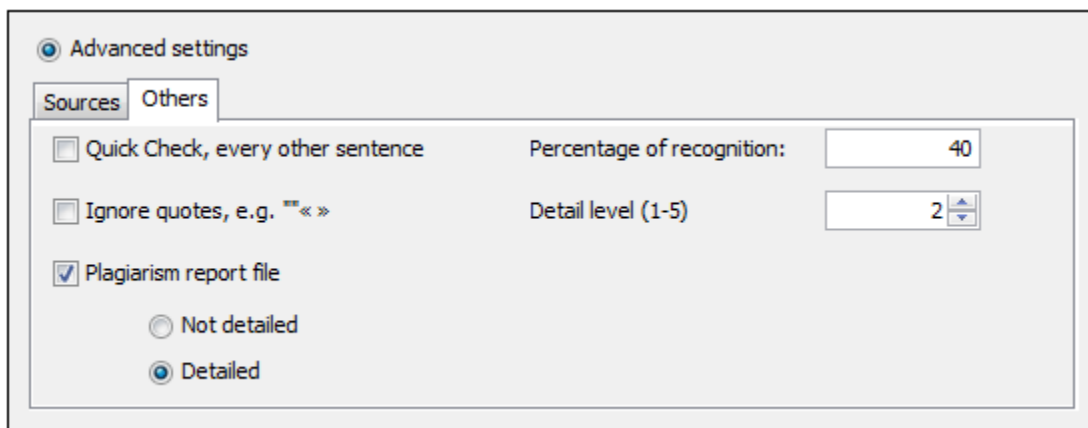 Advanced settings
Sources Others
Quick Check, every other sentence Percentage of recognition: 40
Ignore quotes, e.g. ""« » Detail level (1-5) 2
Plagiarism report file
Not detailed
Detailed